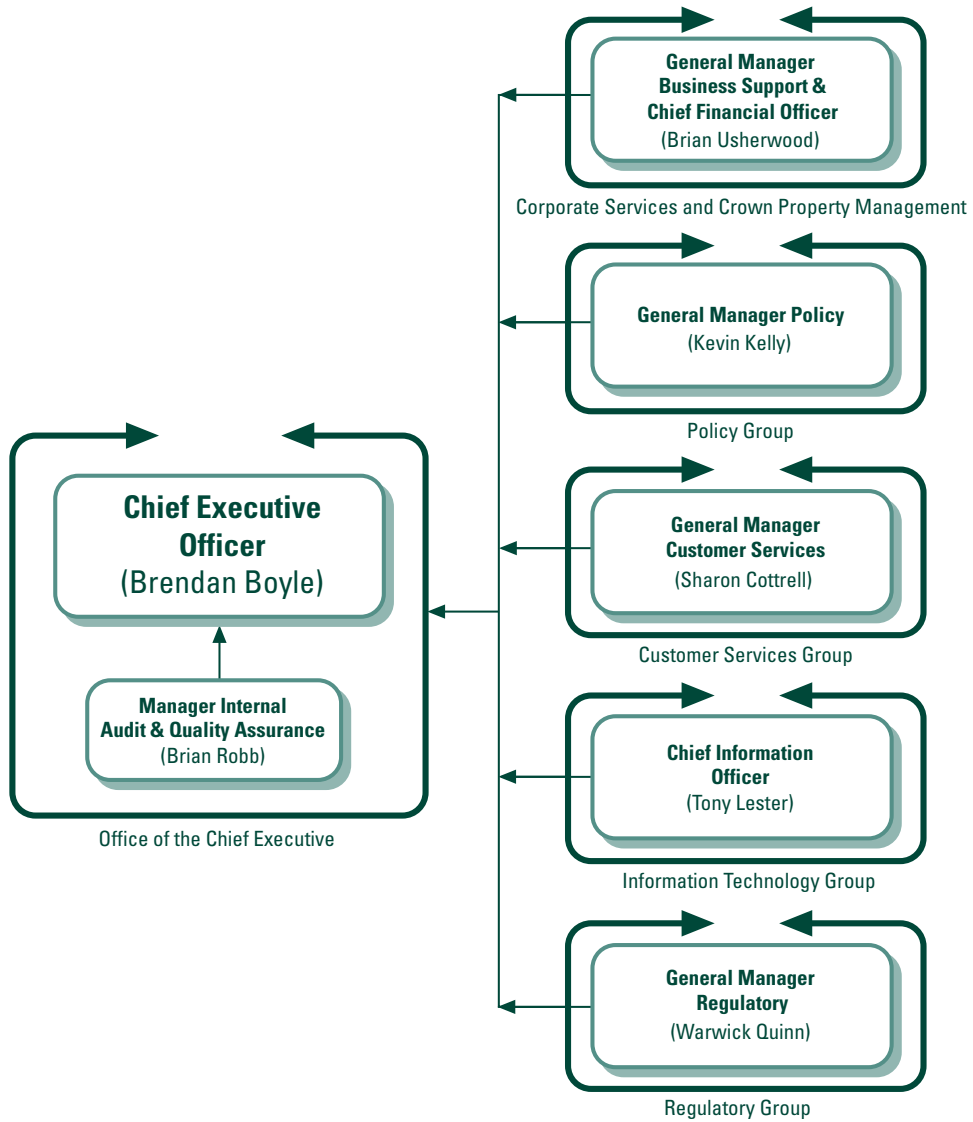 General Manager
Business Support &
Chief Financial Officer
(Brian Usherwood)
Corporate Services and Crown Property Management
General Manager Policy
(Kevin Kelly)
Policy Group
Chief Executive
Officer
(Brendan Boyle)
Manager Internal
Audit & Quality Assurance
(Brian Robb)
Office of the Chief Executive
General Manager
Customer Services
(Sharon Cottrell)
Customer Services Group
Chief Information
Officer
(Tony Lester)
Information Technology Group
General Manager
Regulatory
(Warwick Quinn)
Regulatory Group